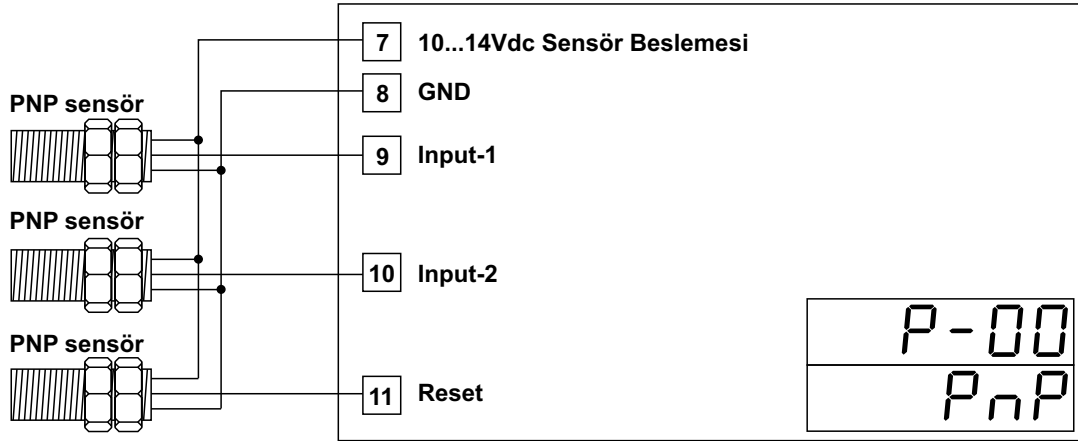 7 10...14Vdc Sensör Beslemesi
8 GND
PNP sensör
9 Input-1
PNP sensör
10 Input-2
PNP sensör
11 Reset
P-00
PnP